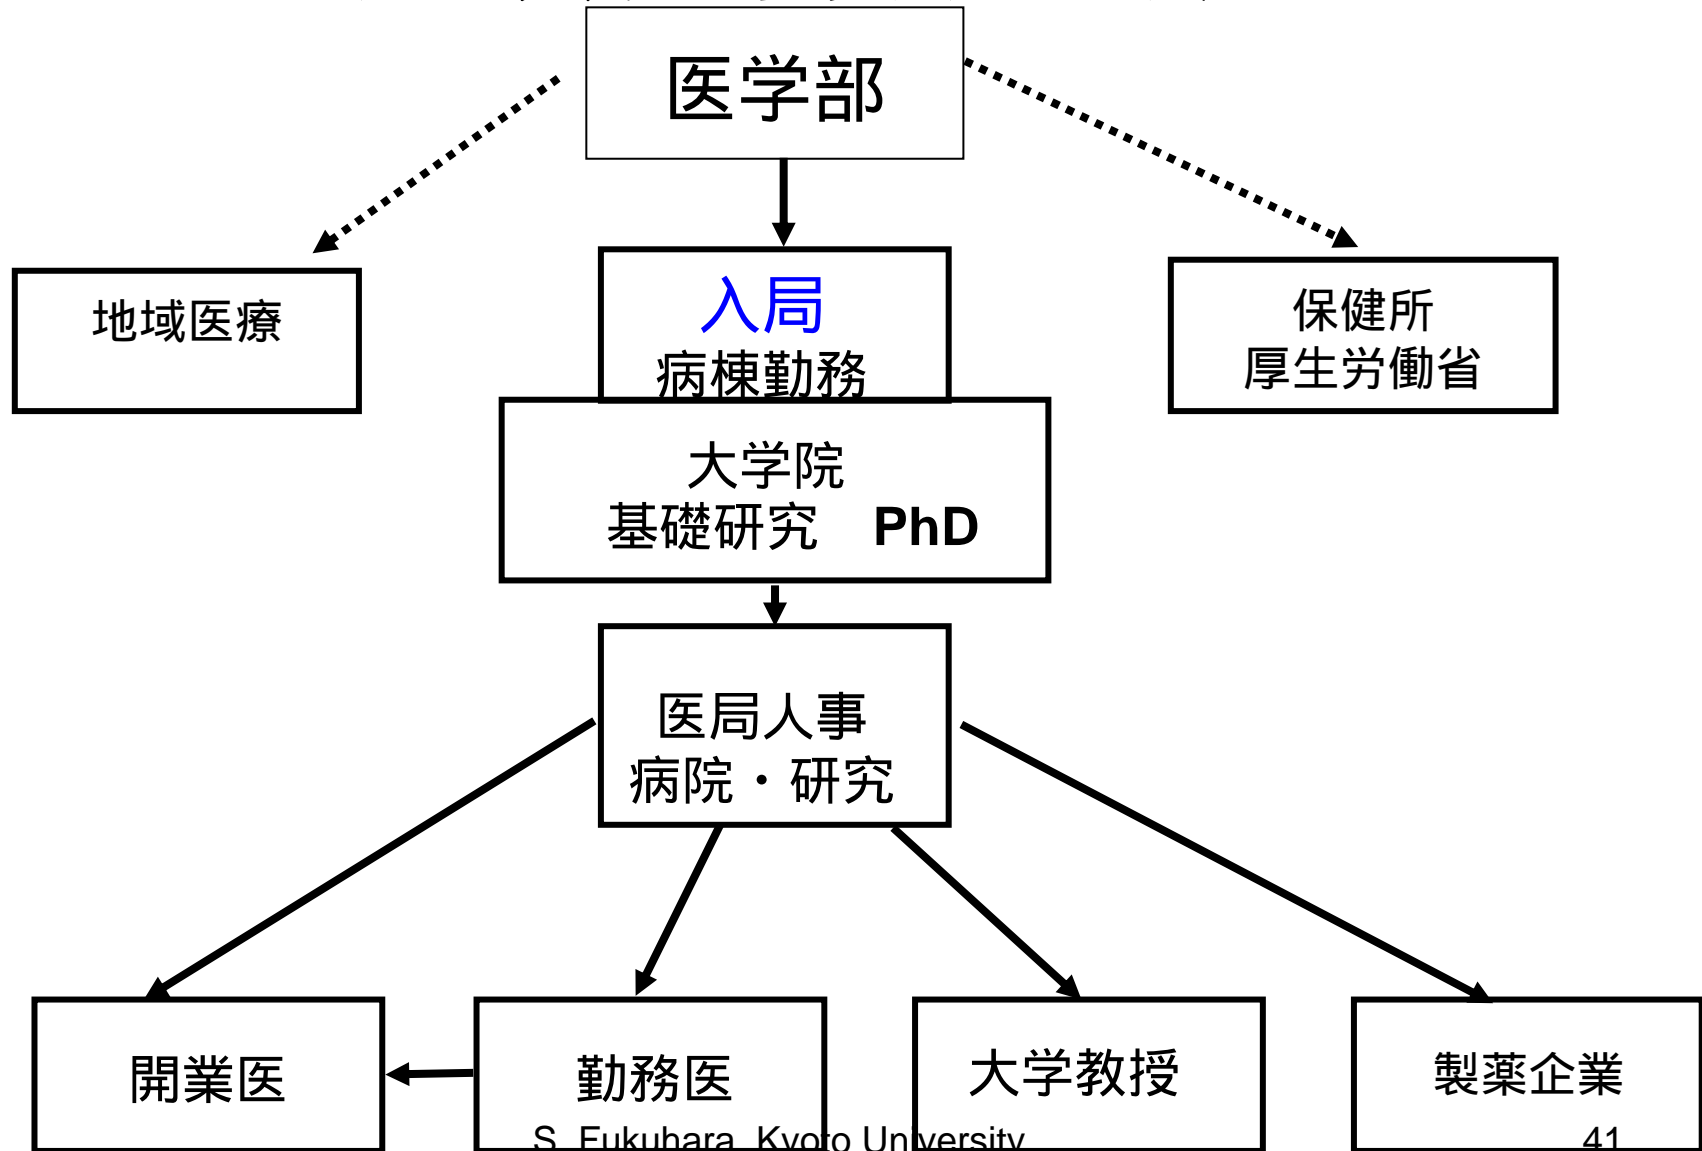 医学部
地域医療
入局
病棟勤務
保健所
厚生労働省
大学院
基礎研究　PhD
医局人事
病院・研究
開業医
勤務医
大学教授
製薬企業
S. Fukuhara, Kyoto University
41